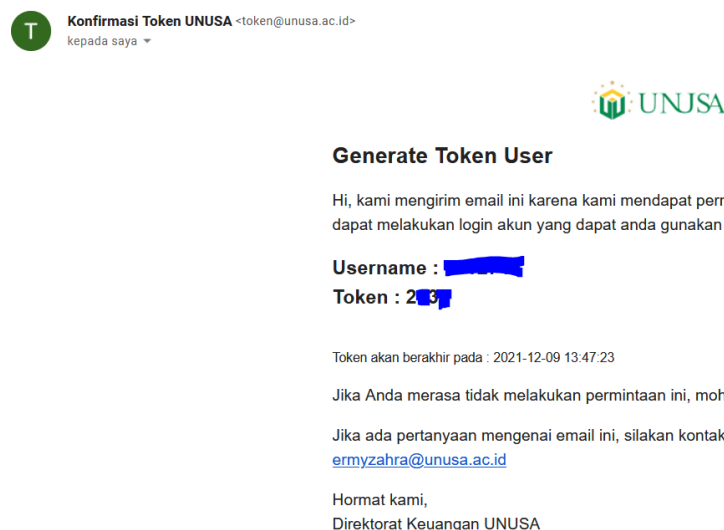 T
Konfirmasi Token UNUSA <token@unusa.ac.id>
kepada saya
UNUSA
Generate Token User
Hi, kami mengirim email ini karena kami mendapat
dapat melakukan login akun yang dapat anda gunakan
Username :
Token : 2 3
Token akan berakhir pada : 2021-12-09 13:47:23
Jika Anda merasa tidak melakukan permintaan ini,
Jika ada pertanyaan mengenai email ini, silakan
ermyzahra@unusa.ac.id
Hormat kami,
Direktorat Keuangan UNUSA